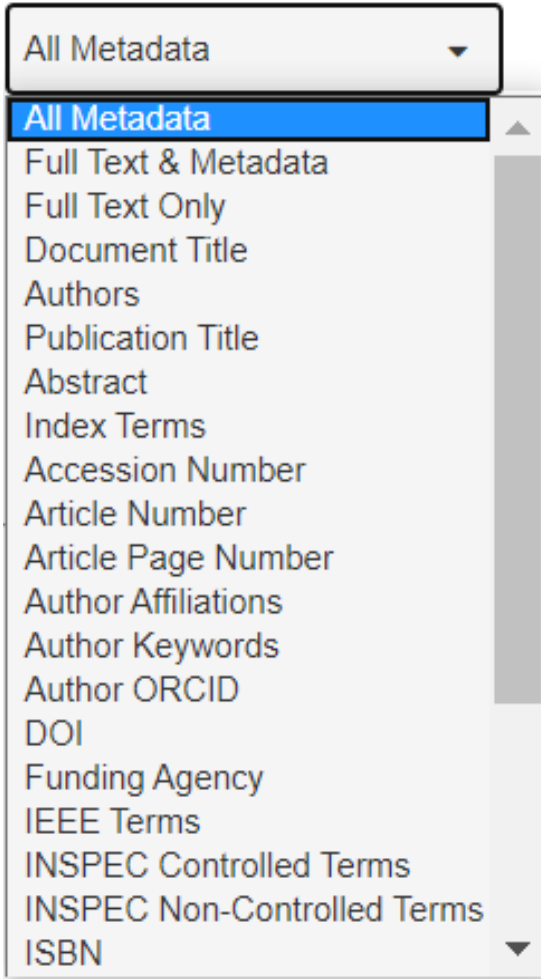 All Metadata
All Metadata
Full Text & Metadata
Full Text Only
Document Title
Authors
Publication Title
Abstract
Index Terms
Accession Number
Article Number
Article Page Number
Author Affiliations
Author Keywords
Author ORCID
DOI
Funding Agency
IEEE Terms
INSPEC Controlled Terms
INSPEC Non-Controlled Terms
ISBN